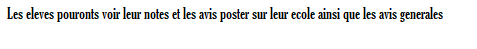 Les eleves pouronts voir leur notes et les avis poster sur leur ecole ainsi que les avis generales